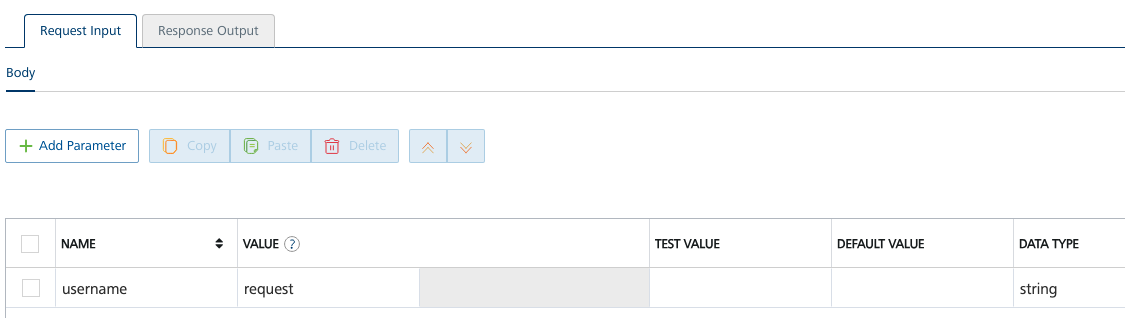 Request Input Response Output
Body
Add Parameter Copy Paste Delete
NAME VALUE ? TEST VALUE DEFAULT VALUE DATA TYPE
username request string